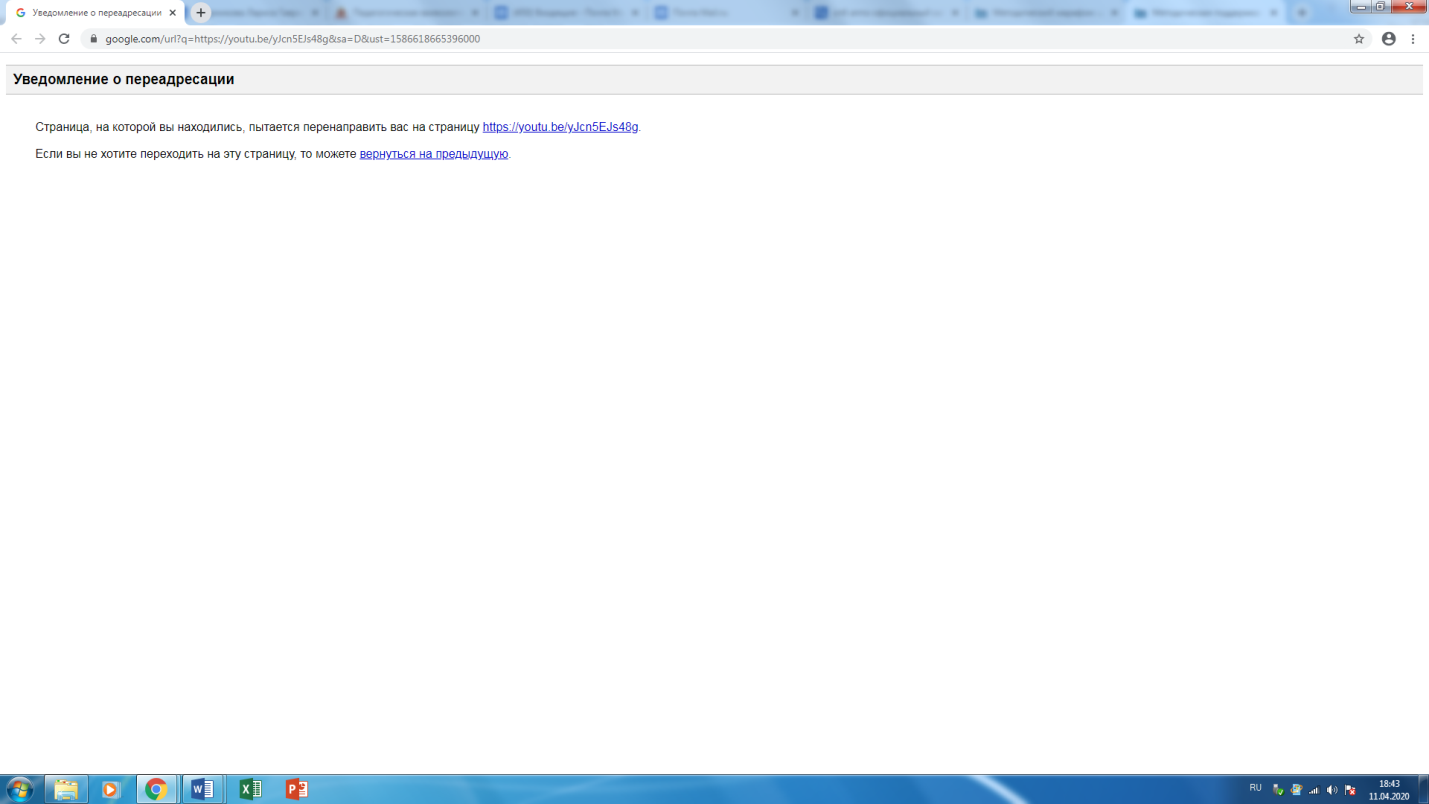 Уведомление о переадресации
google.com/url?q=https://youtu.be/yJcn5EJs48g&sa=D&ust=1586618665396000
Уведомление о переадресации
Страница, на которой вы находились, пытается перенаправить вас на страницу https://youtu.be/yJcn5EJs48g.
Если вы не хотите переходить на эту страницу, то можете вернуться на предыдущую.
RU
18:43
11.04.2020